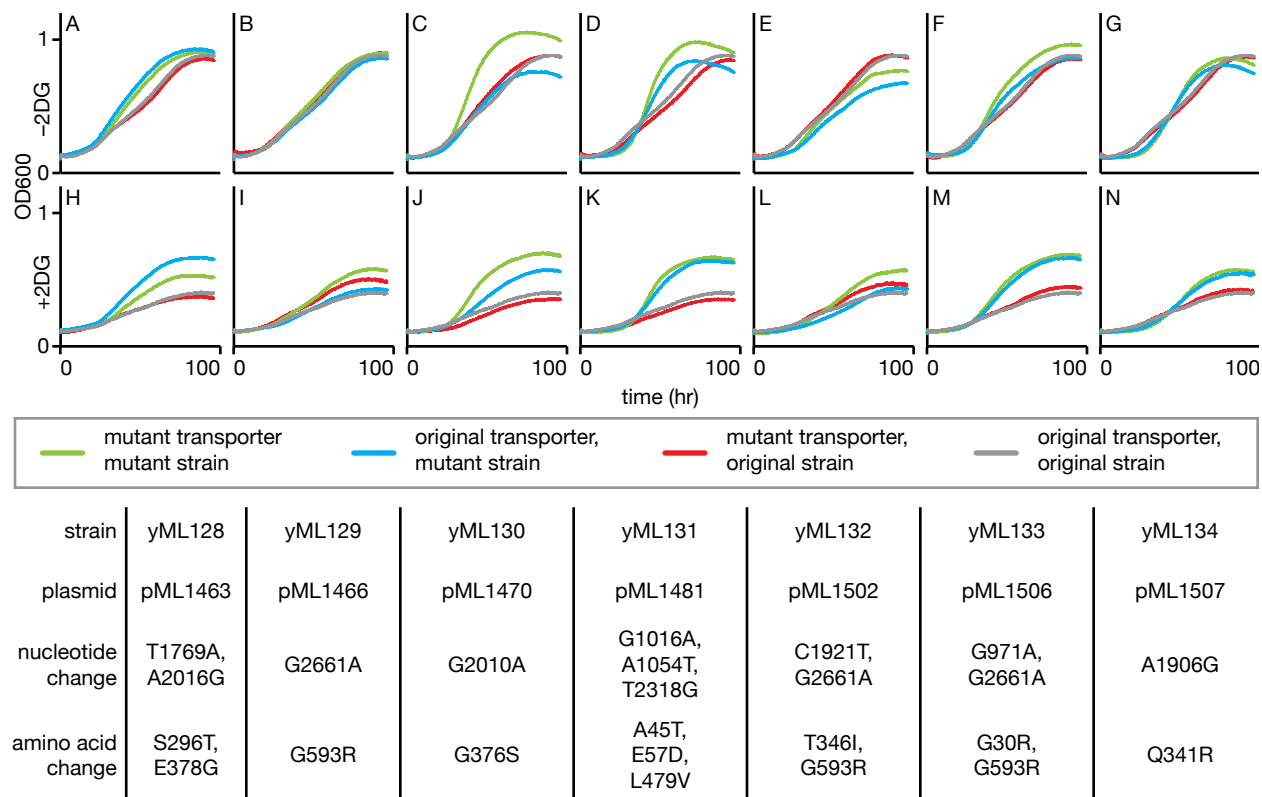 A B C D E F G
1
−2DG
0
OD600
H I J K L M N
1
+2DG
0
0 100 0 100 0 100 0 100 0 100 0 100 0 100
time (hr)
mutant transporter original transporter, mutant transporter, original transporter,
mutant strain mutant strain original strain original strain
strain yML128 yML129 yML130 yML131 yML132 yML133 yML134
plasmid pML1463 pML1466 pML1470 pML1481 pML1502 pML1506 pML1507
G1016A,
nucleotide T1769A, G2661A G2010A A1054T C1921T, G971A, A1906G
change A2016G T2318G G2661A G2661A
A45T,
amino acid S296T, G593R G376S E57D, T346I, G30R, Q341R
change E378G L479V G593R G593R